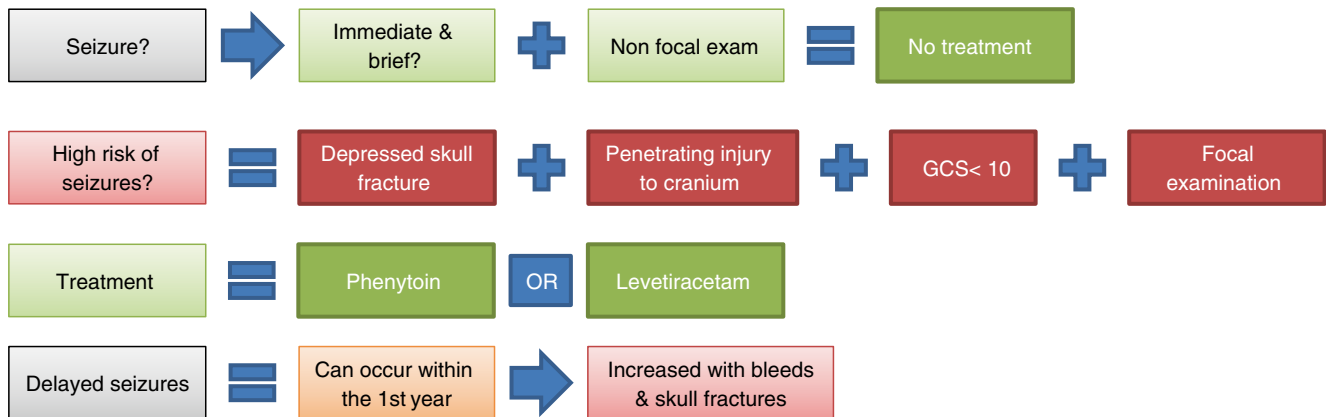 Seizure?
Immediate &
brief?
Non focal exam
No treatment
High risk of
seizures?
Depressed skull
fracture
Penetrating injury
to cranium
GCS< 10
Focal
examination
Treatment
Phenytoin
OR
Levetiracetam
Delayed seizures
Can occur within
the 1st year
Increased with bleeds
& skull fractures